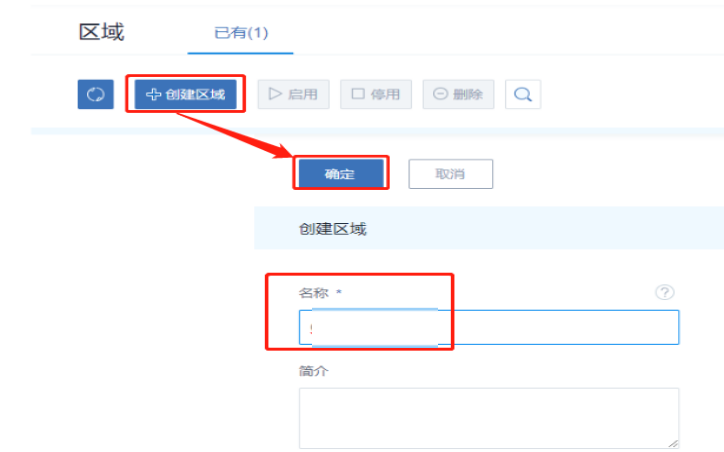 区域 已有(1)
创建区域 启用 停用 删除
确定 取消
创建区域
名称 *
简介